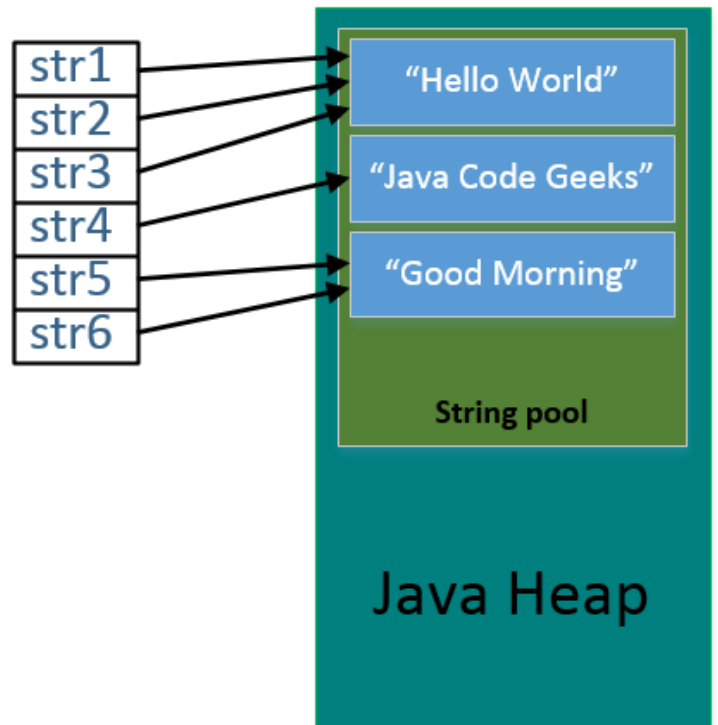 str1
str2
str3
str4
str5
str6
“Hello World”
“Java Code Geeks”
“Good Morning”
String pool
Java Heap